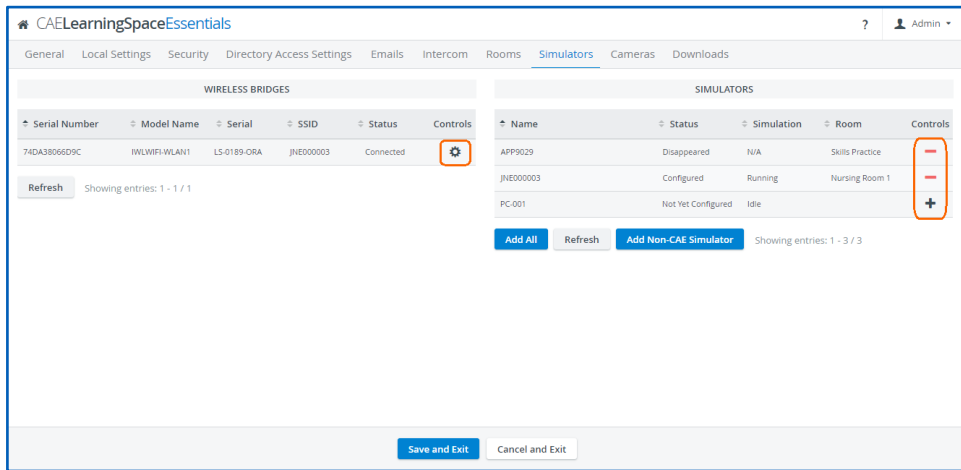 CAELearningSpaceEssentials ? Admin
General Local Settings Security Directory Access Settings Emails Intercom Rooms Simulators Cameras Downloads
WIRELESS BRIDGES
Serial Number Model Name Serial SSID Status Controls
74DA38066D9C IWLWIFI-WLAN1 LS-0189-ORA JNE000003 Connected
Refresh Showing entries: 1 - 1 / 1
SIMULATORS
Name Status Simulation Room Controls
APP9029 Disappeared N/A Skills Practice
JNE000003 Configured Running Nursing Room 1
PC-001 Not Yet Configured Idle
Add All Refresh Add Non-CAE Simulator Showing entries: 1 - 3 / 3
Save and Exit Cancel and Exit